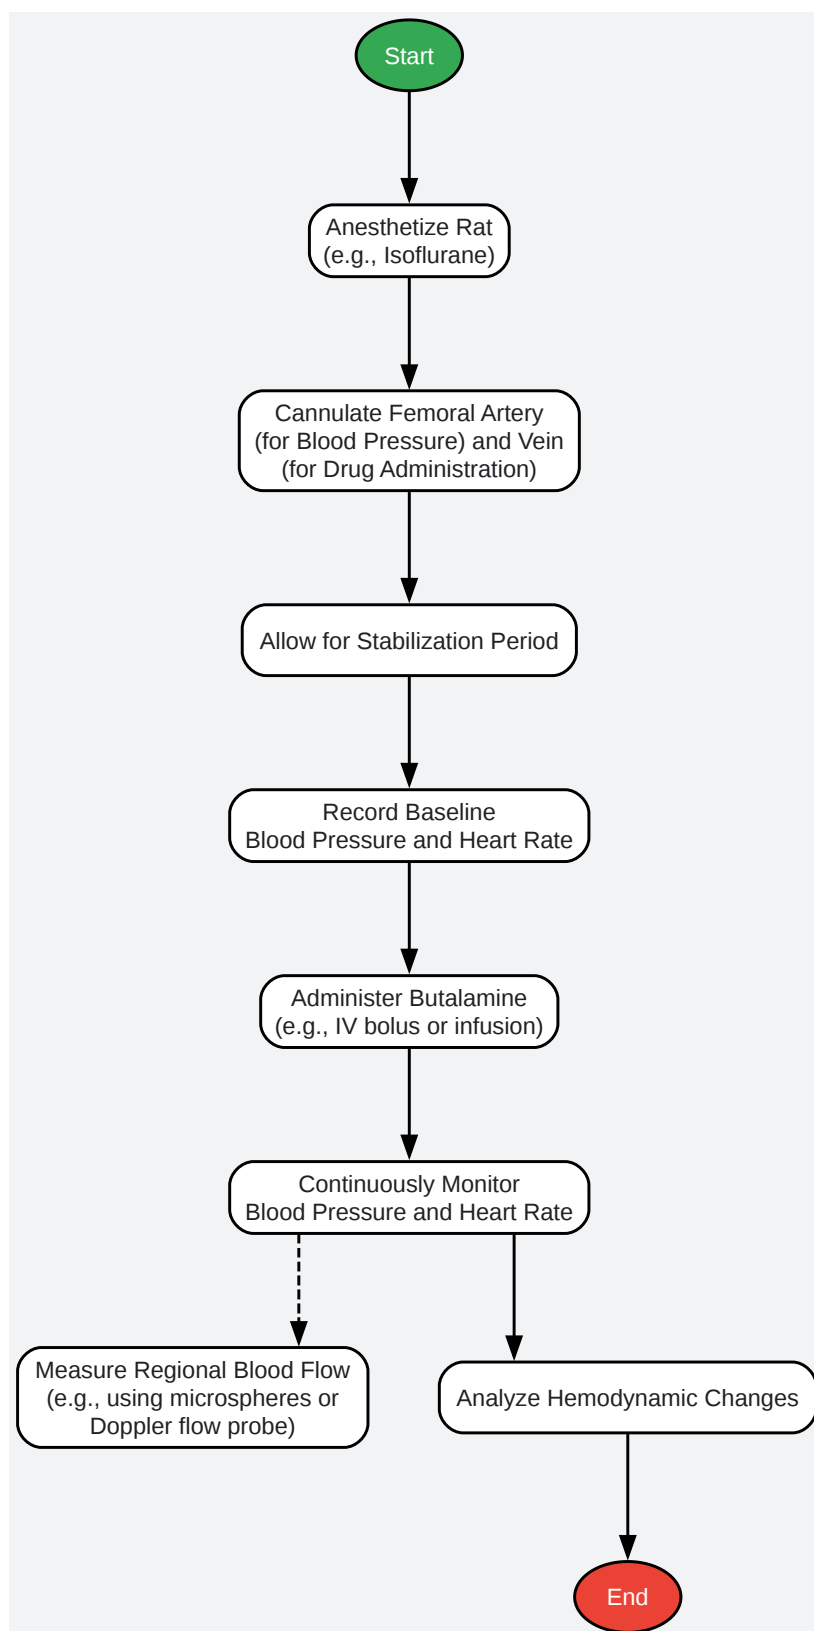 Start
Anesthetize Rat
(e.g., Isoflurane)
Cannulate Femoral Artery
(for Blood Pressure) and Vein
(for Drug Administration)
Allow for Stabilization Period
Record Baseline
Blood Pressure and Heart Rate
Administer Butalamine
(e.g., IV bolus or infusion)
Continuously Monitor
Blood Pressure and Heart Rate
Measure Regional Blood Flow
(e.g., using microspheres or
Doppler flow probe)
Analyze Hemodynamic Changes
End